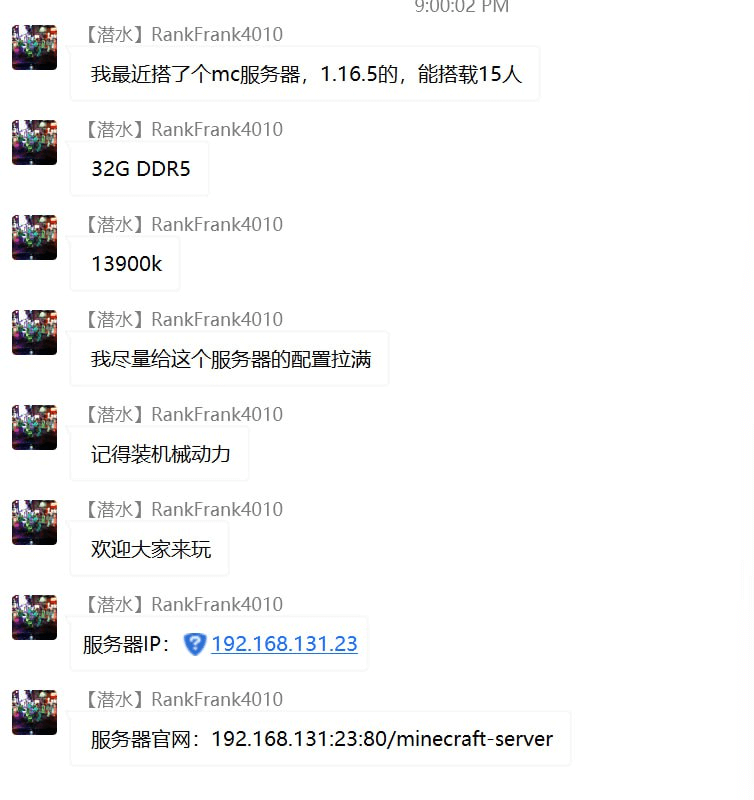 9:00:02 PM
【潜水】RankFrank4010
我最近搭了个mc服务器，1.16.5的，能搭载15人
【潜水】RankFrank4010
32G DDR5
【潜水】RankFrank4010
13900k
【潜水】RankFrank4010
我尽量给这个服务器的配置拉满
【潜水】RankFrank4010
记得装机械动力
【潜水】RankFrank4010
欢迎大家来玩
【潜水】RankFrank4010
服务器IP：192.168.131.23
【潜水】RankFrank4010
服务器官网：192.168.131:23:80/minecraft-server